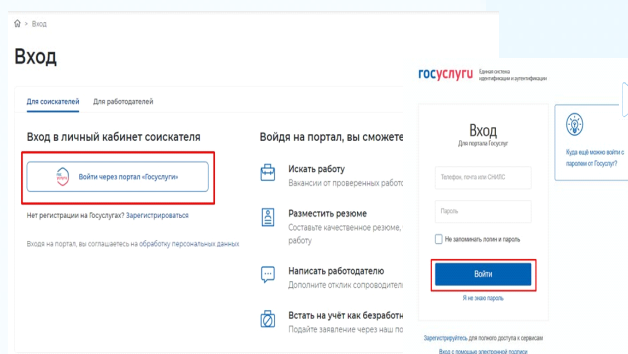 > Вход
Вход
Для соискателей Для работодателей
Вход в личный кабинет соискателя
Войти через портал «Госуслуги»
Нет регистрации на Госуслугах? Зарегистрироваться
Входя на портал, вы соглашаетесь на обработку персональных данных
Войдя на портал, вы сможете
Искать работу
Вакансии от проверенных работо
Разместить резюме
Составьте качественное резюме,
работу
Написать работодателю
Дополните отклик сопроводител
Встать на учёт как безработн
Подайте заявление через наш по
госуслуги Единая система
идентификации и аутентификации
Вход
Для портала Госуслуг
Телефон, почта или СНИЛС
Пароль
Не запоминать логин и пароль
Войти
Я не знаю пароль
Зарегистрируйтесь для полного доступа к сервисам
Вход с помощью электронной подписи
Куда ещё можно войти с
паролем от Госуслуг?